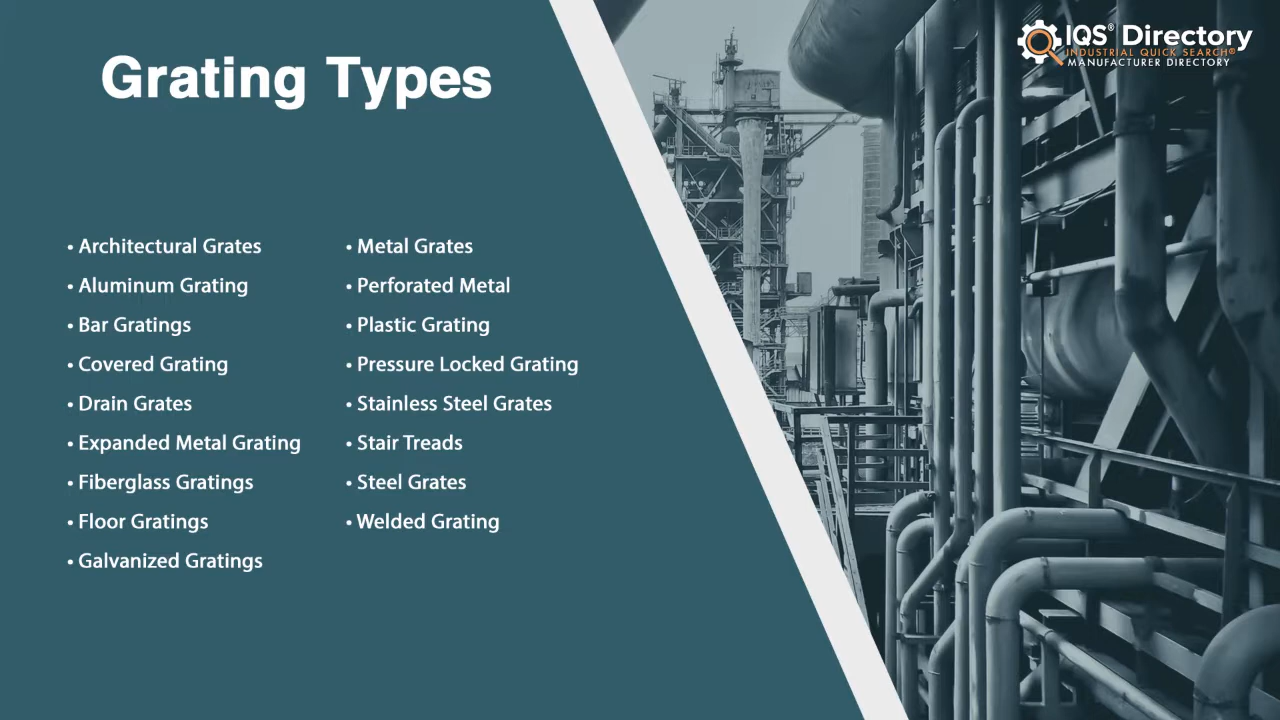 Grating Types
• Architectural Grates
• Aluminum Grating
• Bar Gratings
• Covered Grating
• Drain Grates
• Expanded Metal Grating
• Fiberglass Gratings
• Floor Gratings
• Galvanized Gratings
• Metal Grates
• Perforated Metal
• Plastic Grating
• Pressure Locked Grating
• Stainless Steel Grates
• Stair Treads
• Steel Grates
• Welded Grating
IQS® Directory
INDUSTRIAL QUICK SEARCH®
MANUFACTURER DIRECTORY